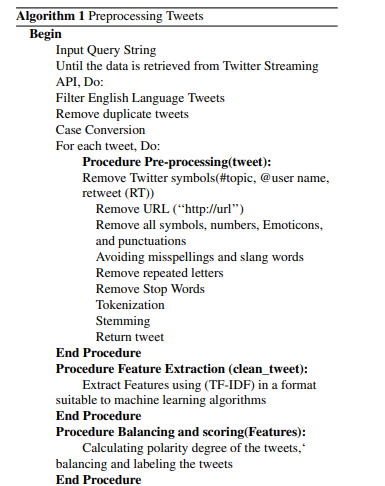 Algorithm 1 Preprocessing Tweets
Begin
Input Query String
Until the data is retrieved from Twitter Streaming
API, Do:
Filter English Language Tweets
Remove duplicate tweets
Case Conversion
For each tweet, Do:
Procedure Pre-processing(tweet):
Remove Twitter symbols(#topic, @user name,
retweet (RT))
Remove URL (‘‘http://url’’)
Remove all symbols, numbers, Emoticons,
and punctuations
Avoiding misspellings and slang words
Remove repeated letters
Remove Stop Words
Tokenization
Stemming
Return tweet
End Procedure
Procedure Feature Extraction (clean_tweet):
Extract Features using (TF-IDF) in a format
suitable to machine learning algorithms
End Procedure
Procedure Balancing and scoring(Features):
Calculating polarity degree of the tweets,‘
balancing and labeling the tweets
End Procedure